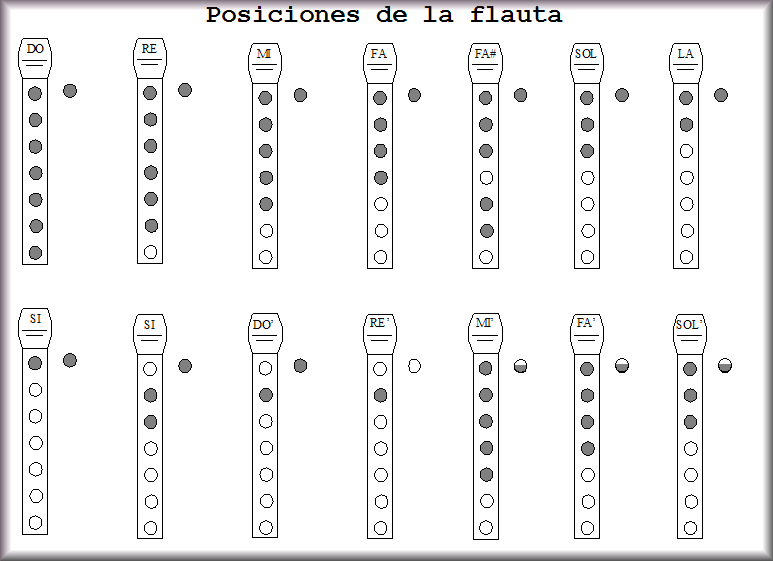 Posiciones de la flauta
DO RE MI FA FA# SOL LA
SI SI DO’ RE’ MI’ FA’ SOL’